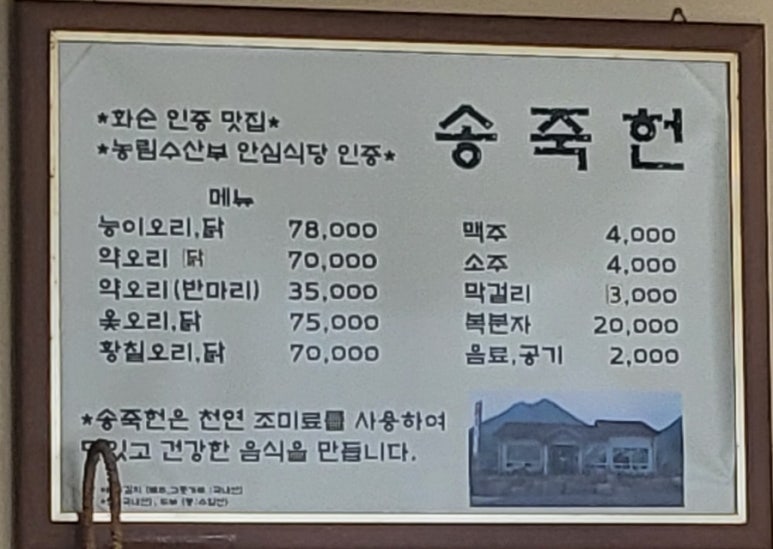 송죽헌
*화순 인증 맛집*
*농림수산부 안심식당 인증*
메뉴
능이오리,닭 78,000
약오리 닭 70,000
약오리(반마리) 35,000
옻오리,닭 75,000
황칠오리,닭 70,000
맥주 4,000
소주 4,000
막걸리 3,000
복분자 20,000
음료,공기 2,000
*송죽헌은 천연 조미료를 사용하여
맛있고 건강한 음식을 만듭니다.